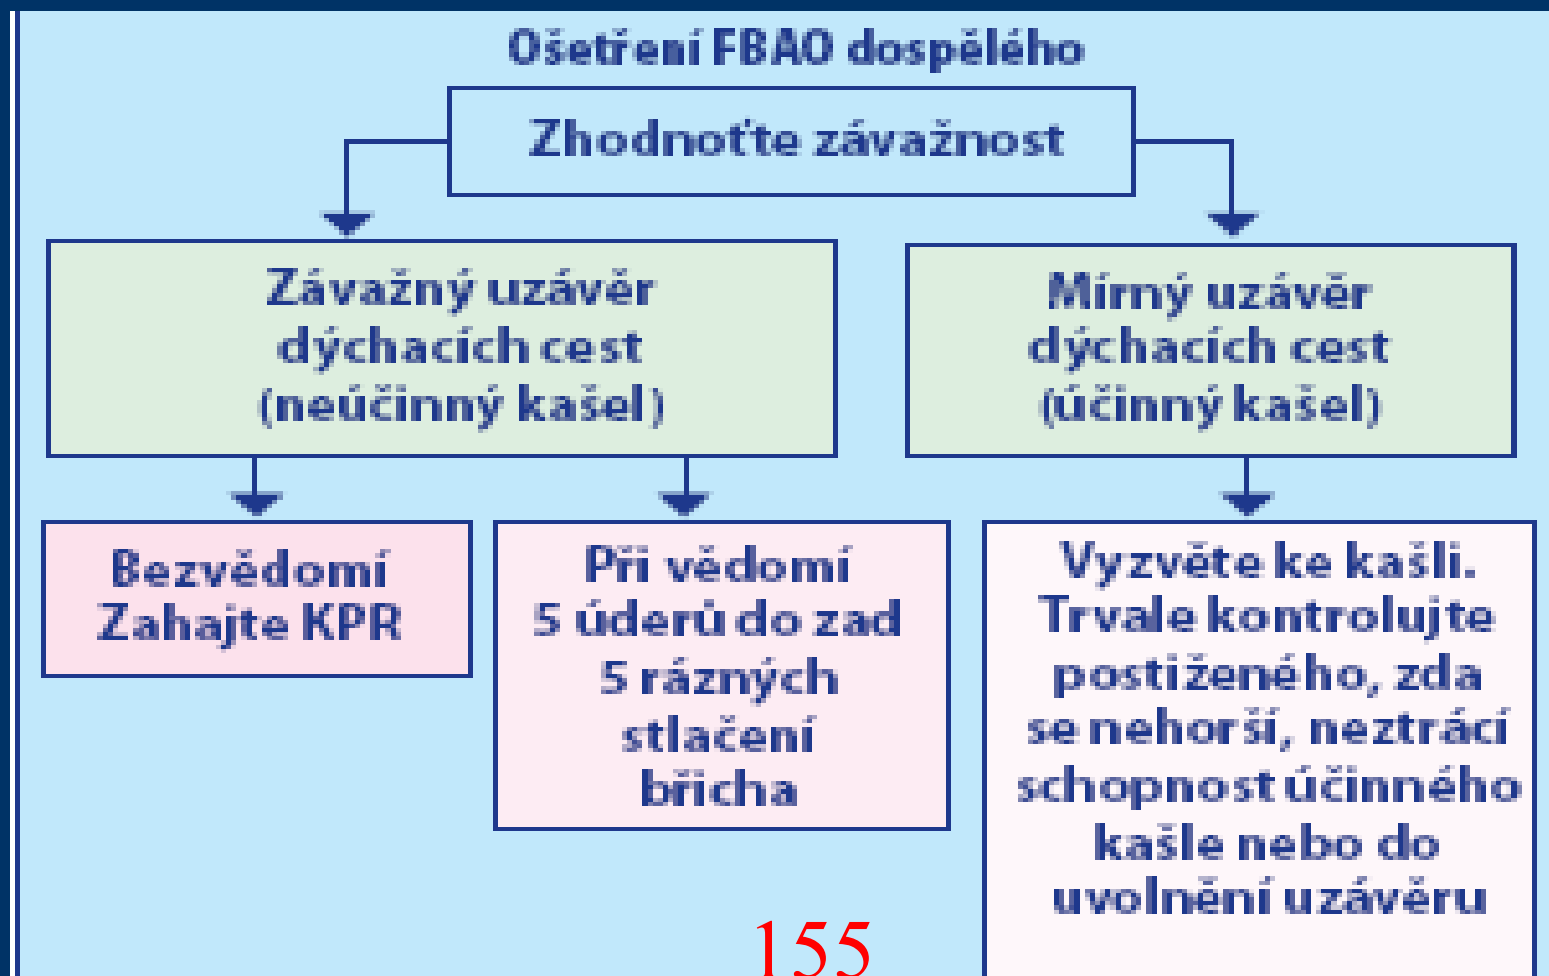 Ošetření FBAO dospělého
Zhodnoťte závažnost
Závažný uzávěr
dýchacích cest
(neúčinný kašel)
Mírný uzávěr
dýchacích cest
(účinný kašel)
Bezvědomí
Zahajte KPR
Při vědomí
5 úderů do zad
5 rázných
stlačení
břicha
Vyzvěte ke kašli.
Trvale kontrolujte
postiženého, zda
se nehorší, neztrácí
schopnost účinného
kašle nebo do
uvolnění uzávěru
155